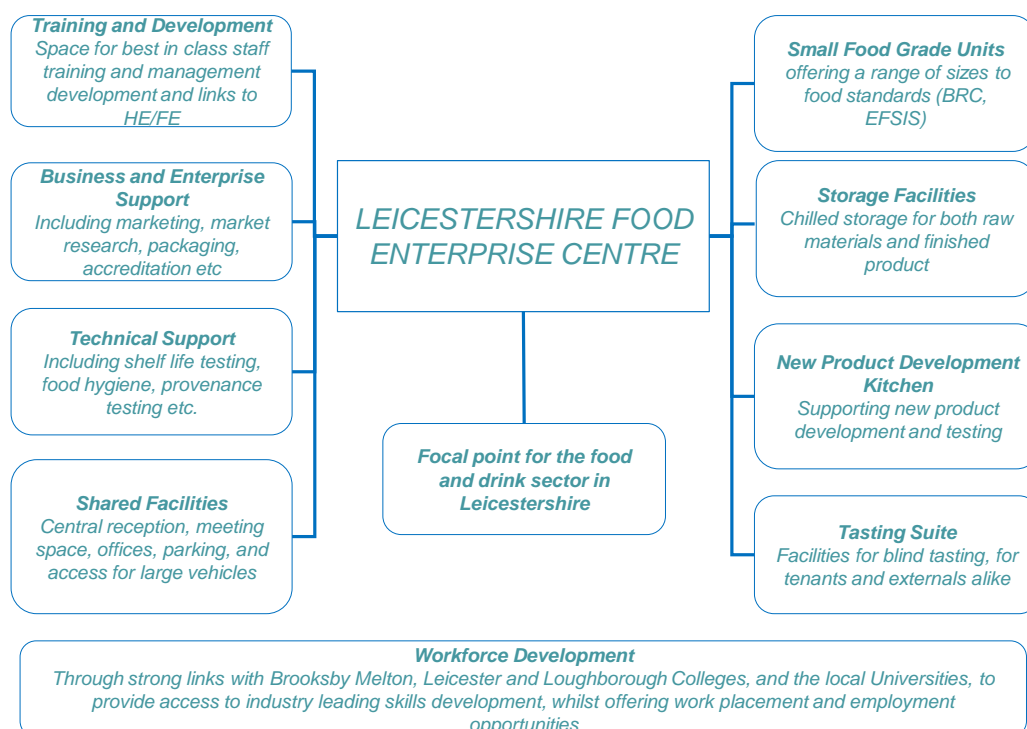 Training and Development
Space for best in class staff
training and management
development and links to
HE/FE
Business and Enterprise
Support
Including marketing, market
research, packaging,
accreditation etc
Technical Support
Including shelf life testing,
food hygiene, provenance
testing etc.
Shared Facilities
Central reception, meeting
space, offices, parking, and
access for large vehicles
LEICESTERSHIRE FOOD
ENTERPRISE CENTRE
Focal point for the food
and drink sector in
Leicestershire
Small Food Grade Units
offering a range of sizes to
food standards (BRC,
EFSIS)
Storage Facilities
Chilled storage for both raw
materials and finished
product
New Product Development
Kitchen
Supporting new product
development and testing
Tasting Suite
Facilities for blind tasting, for
tenants and externals alike
Workforce Development
Through strong links with Brooksby Melton, Leicester and Loughborough Colleges, and the local Universities, to
provide access to industry leading skills development, whilst offering work placement and employment
opportunities